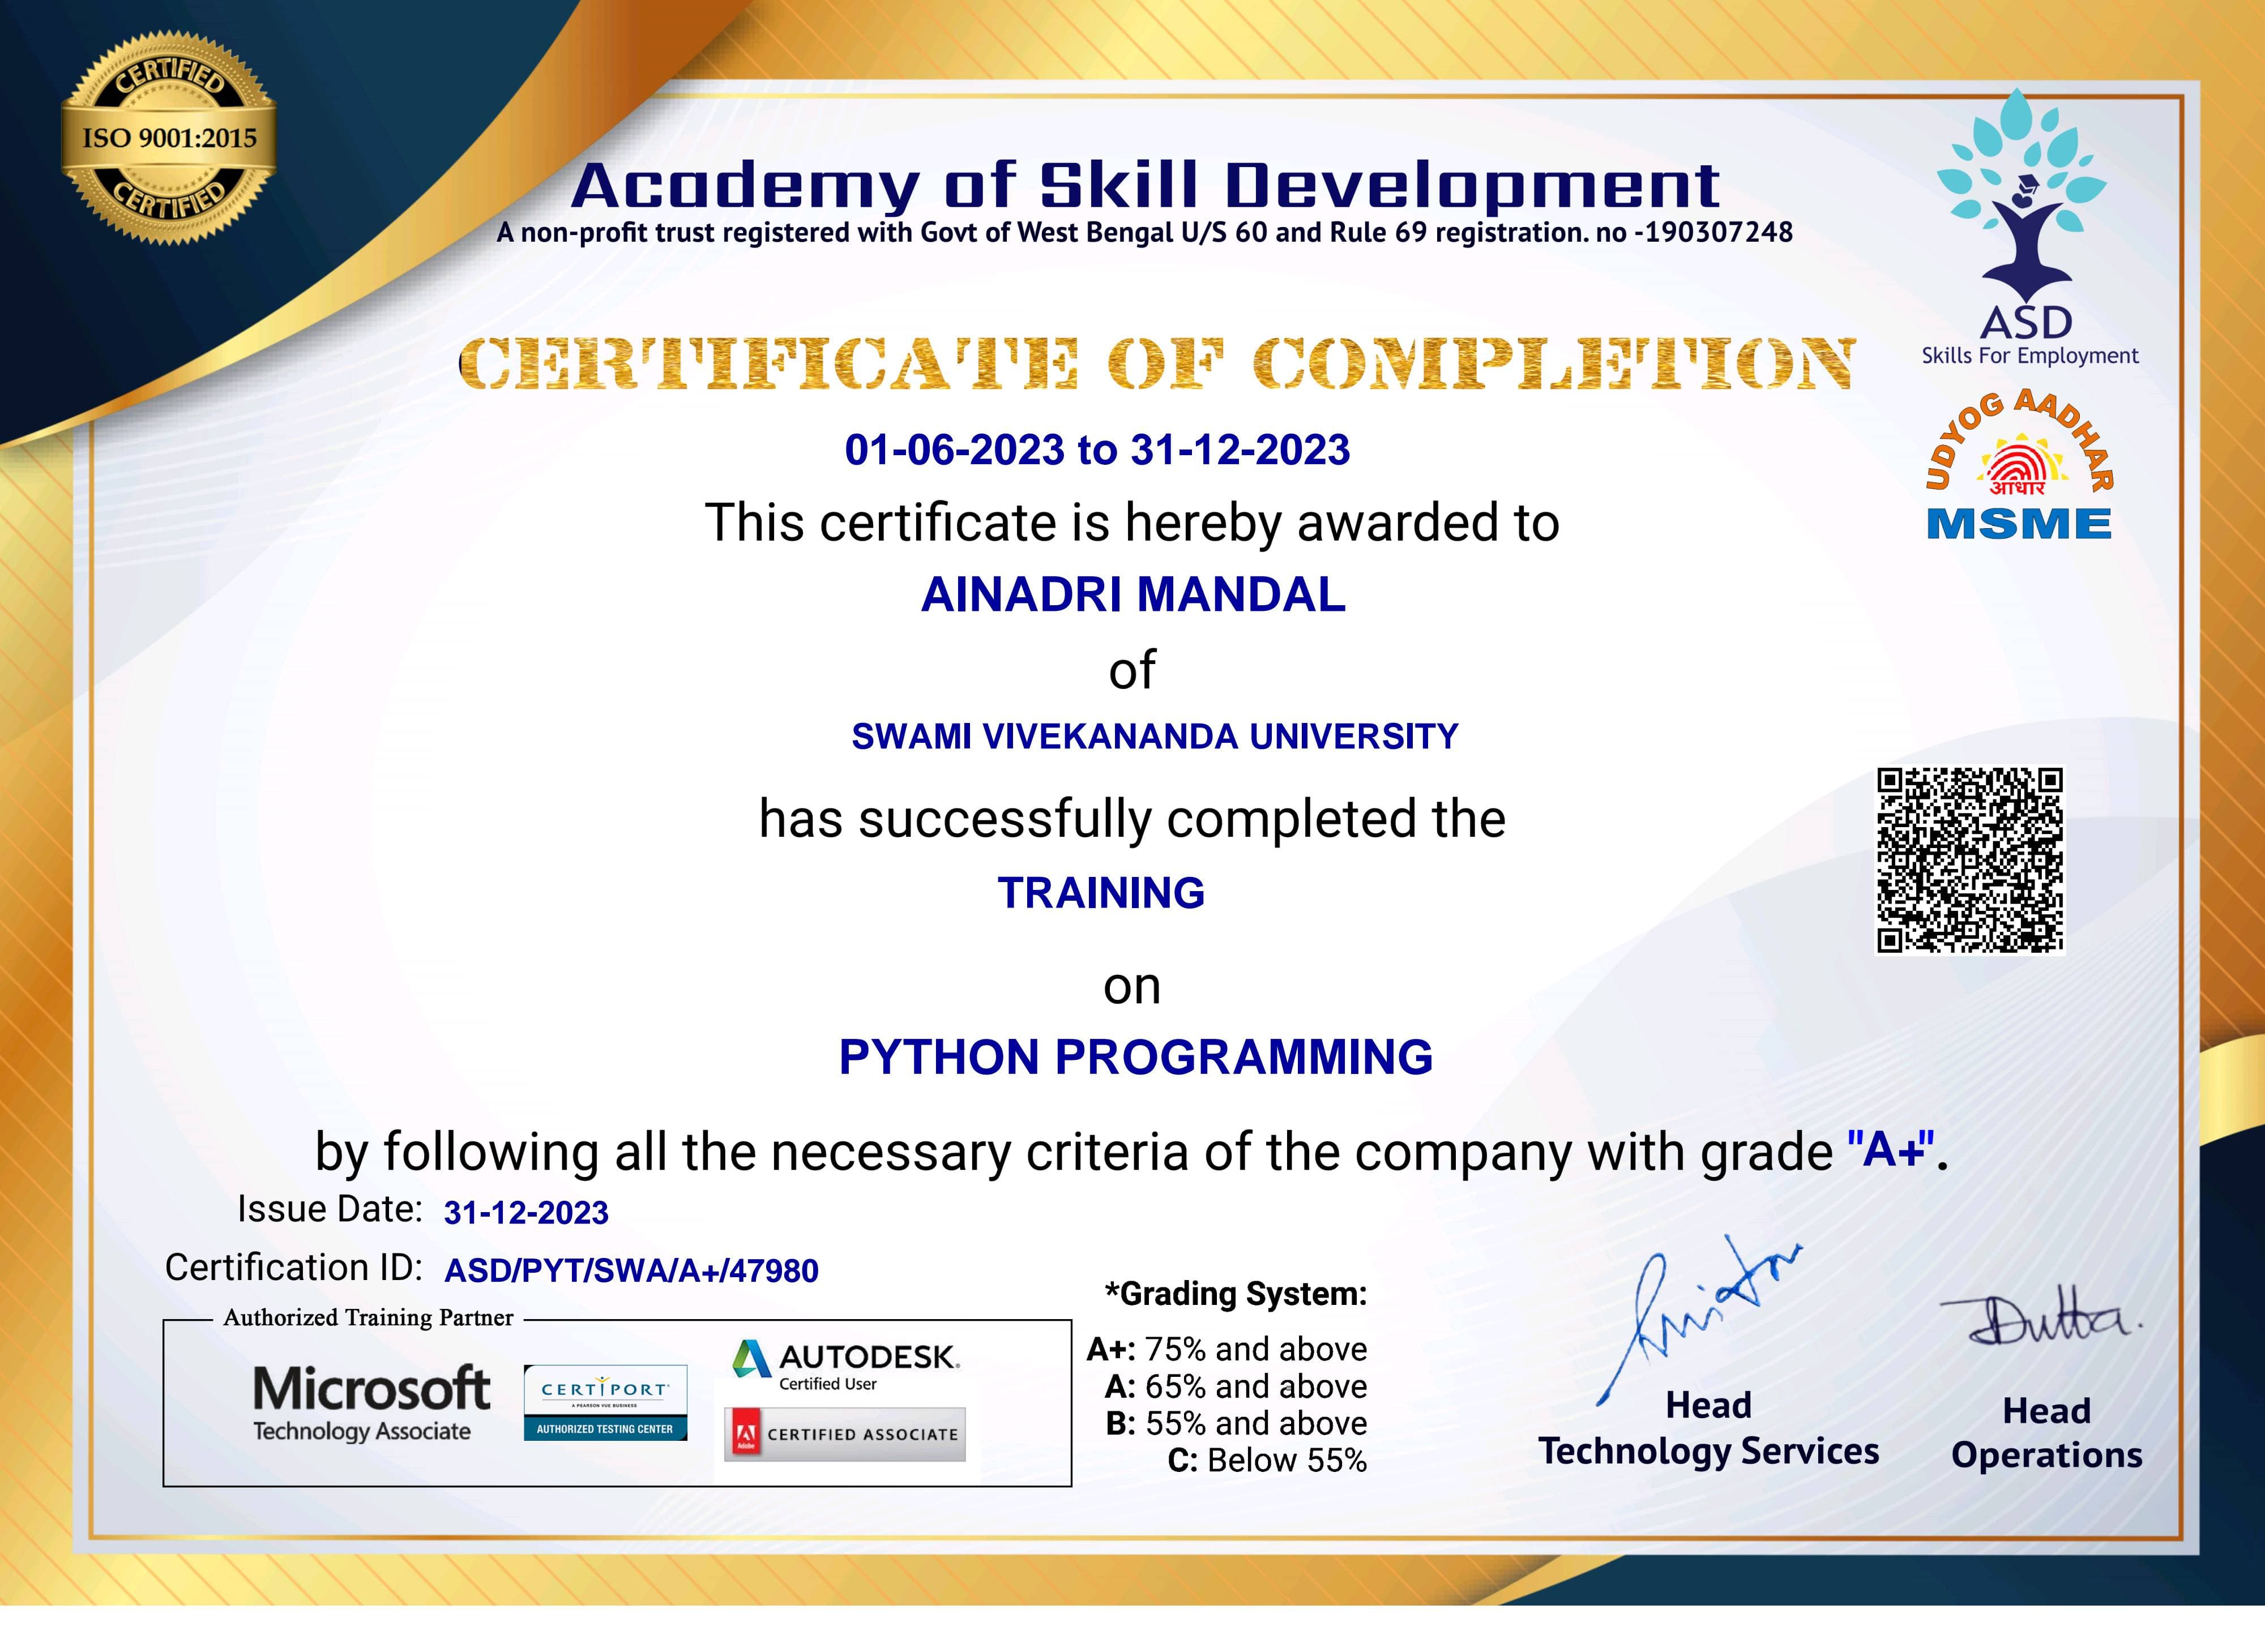 CERTIFIED
ISO 9001:2015
CERTIFIED
Academy of Skill Development
A non-profit trust registered with Govt of West Bengal U/S 60 and Rule 69 registration. no -190307248
ASD
Skills For Employment
CERTIFICATE OF COMPLETION
UDYOG AADHAR
आधार
MSME
01-06-2023 to 31-12-2023
This certificate is hereby awarded to
AINADRI MANDAL
of
SWAMI VIVEKANANDA UNIVERSITY
has successfully completed the
TRAINING
on
PYTHON PROGRAMMING
by following all the necessary criteria of the company with grade "A+".
Issue Date: 31-12-2023
Certification ID: ASD/PYT/SWA/A+/47980
Authorized Training Partner
Microsoft
Technology Associate
CERTIPORT
A PEARSON VUE BUSINESS
AUTHORIZED TESTING CENTER
AUTODESK.
Certified User
Adobe
CERTIFIED ASSOCIATE
*Grading System:
A+: 75% and above
A: 65% and above
B: 55% and above
C: Below 55%
Head
Technology Services
Dutta.
Head
Operations